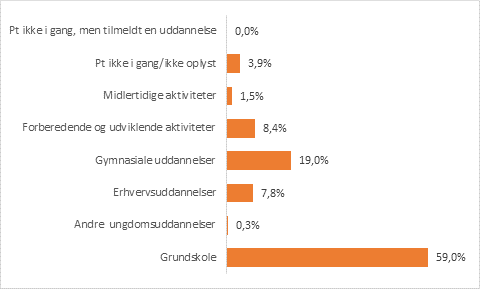 Pt ikke i gang, men tilmeldt en uddannelse 0,0%
Pt ikke i gang/ikke oplyst 3,9%
Midlertidige aktiviteter 1,5%
Forberedende og udviklende aktiviteter 8,4%
Gymnasiale uddannelser 19,0%
Erhvervsuddannelser 7,8%
Andre ungdomsuddannelser 0,3%
Grundskole 59,0%